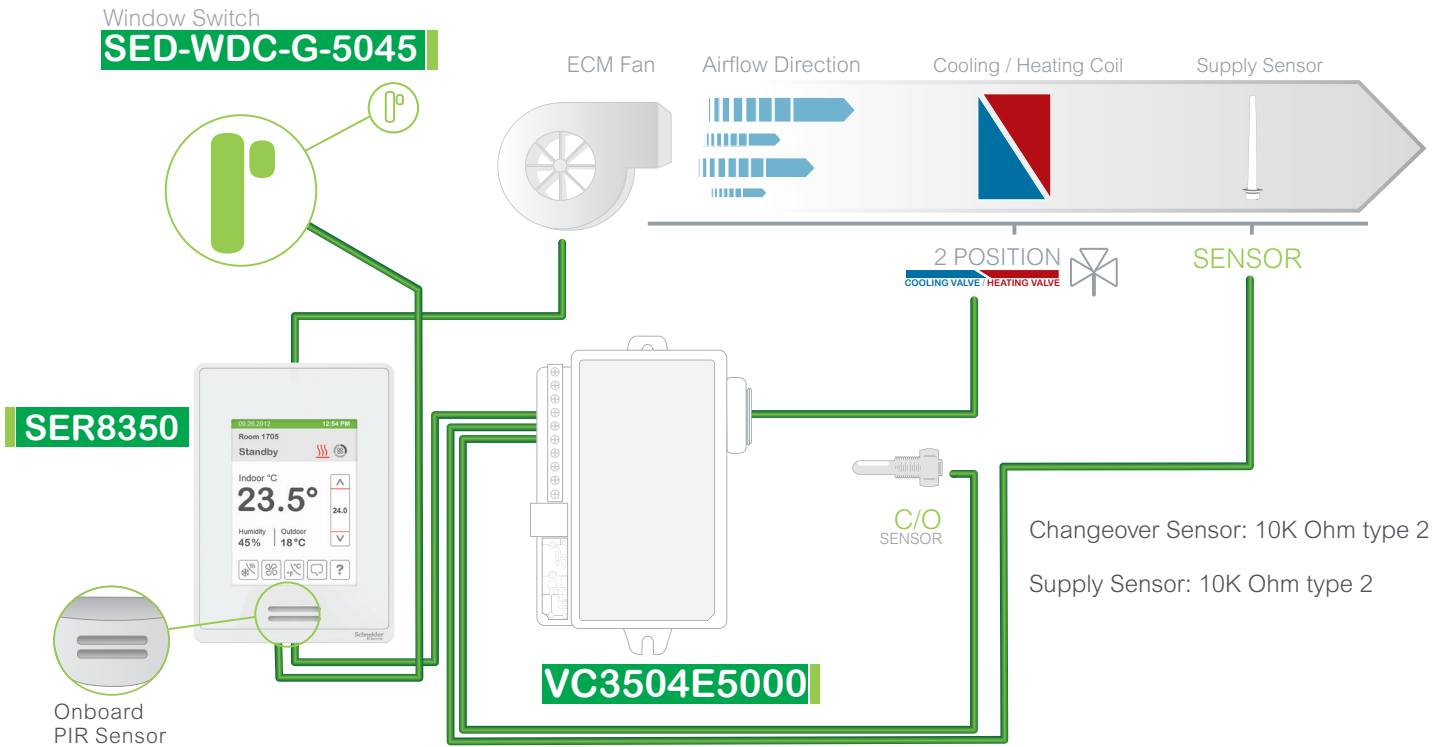 Window Switch
SED-WDC-G-5045
ECM Fan
Airflow Direction
Cooling / Heating Coil
Supply Sensor
2 POSITION
COOLING VALVE / HEATING VALVE
SENSOR
SER8350
09.26.2012 12:54 PM
Room 1705
Standby
Indoor °C
23.5°
24.0
Humidity
45%
Outdoor
18°C
°F °C
?
Schneider
Electric
C/O
SENSOR
Changeover Sensor: 10K Ohm type 2
Supply Sensor: 10K Ohm type 2
VC3504E5000
Onboard
PIR Sensor